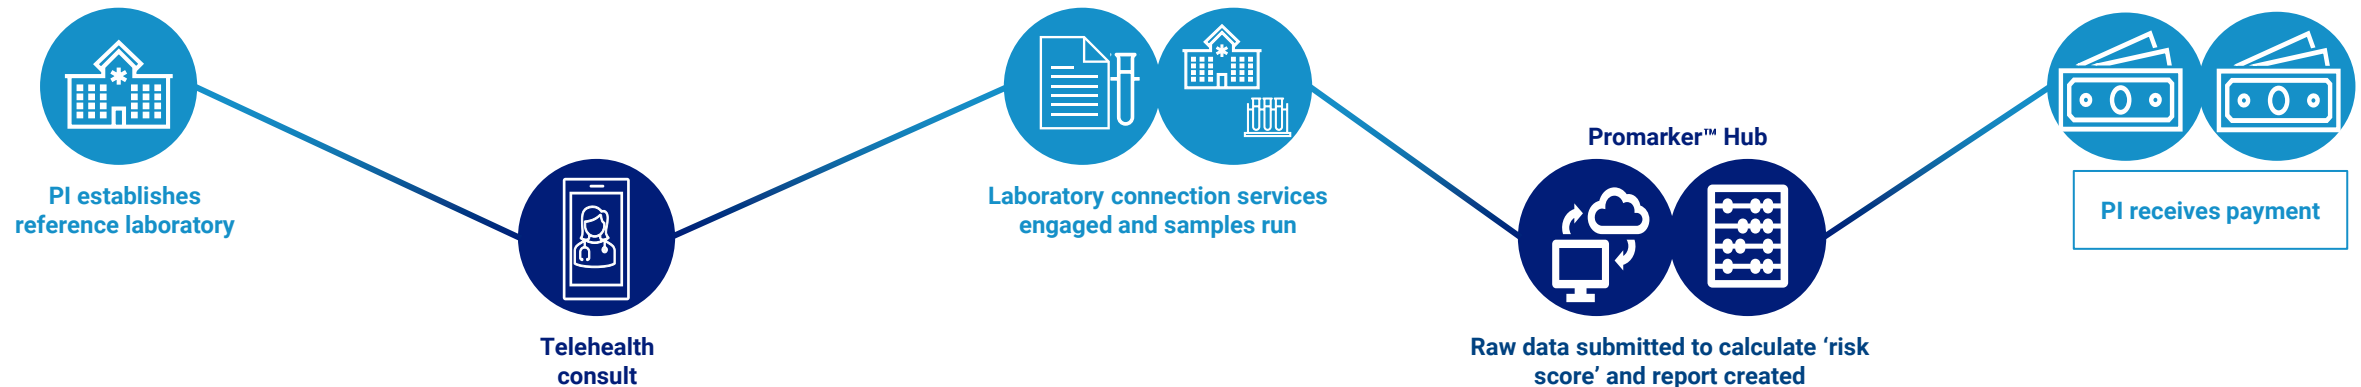 PI establishes
reference laboratory
Telehealth
consult
Laboratory connection services
engaged and samples run
Promarker™ Hub
Raw data submitted to calculate ‘risk
score’ and report created
PI receives payment